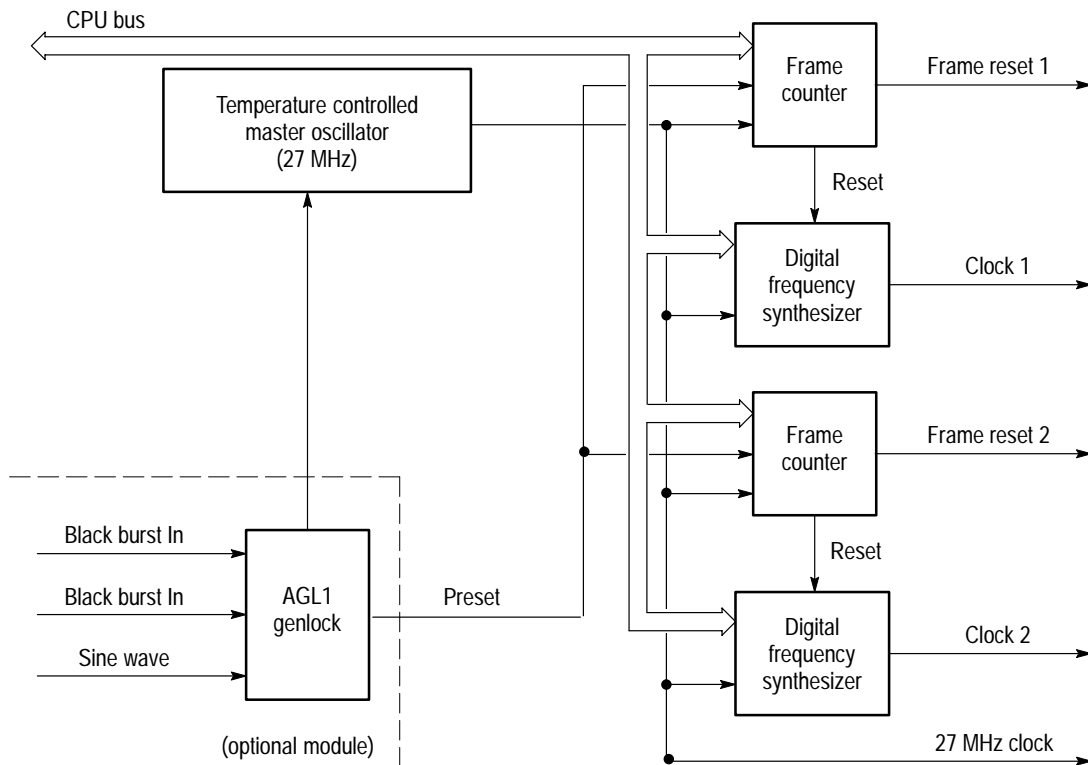 CPU bus
Temperature controlled
master oscillator
(27 MHz)
Frame
counter
Frame reset 1
Reset
Digital
frequency
synthesizer
Clock 1
Frame
counter
Frame reset 2
Reset
Black burst In
Black burst In
Sine wave
AGL1
genlock
Preset
(optional module)
Digital
frequency
synthesizer
Clock 2
27 MHz clock